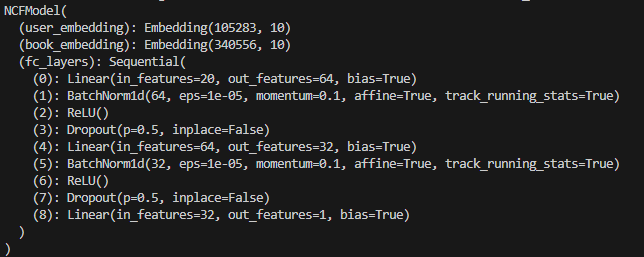 NCFModel(
  (user_embedding): Embedding(105283, 10)
  (book_embedding): Embedding(340556, 10)
  (fc_layers): Sequential(
    (0): Linear(in_features=20, out_features=64, bias=True)
    (1): BatchNorm1d(64, eps=1e-05, momentum=0.1, affine=True, track_running_stats=True)
    (2): ReLU()
    (3): Dropout(p=0.5, inplace=False)
    (4): Linear(in_features=64, out_features=32, bias=True)
    (5): BatchNorm1d(32, eps=1e-05, momentum=0.1, affine=True, track_running_stats=True)
    (6): ReLU()
    (7): Dropout(p=0.5, inplace=False)
    (8): Linear(in_features=32, out_features=1, bias=True)
  )
)